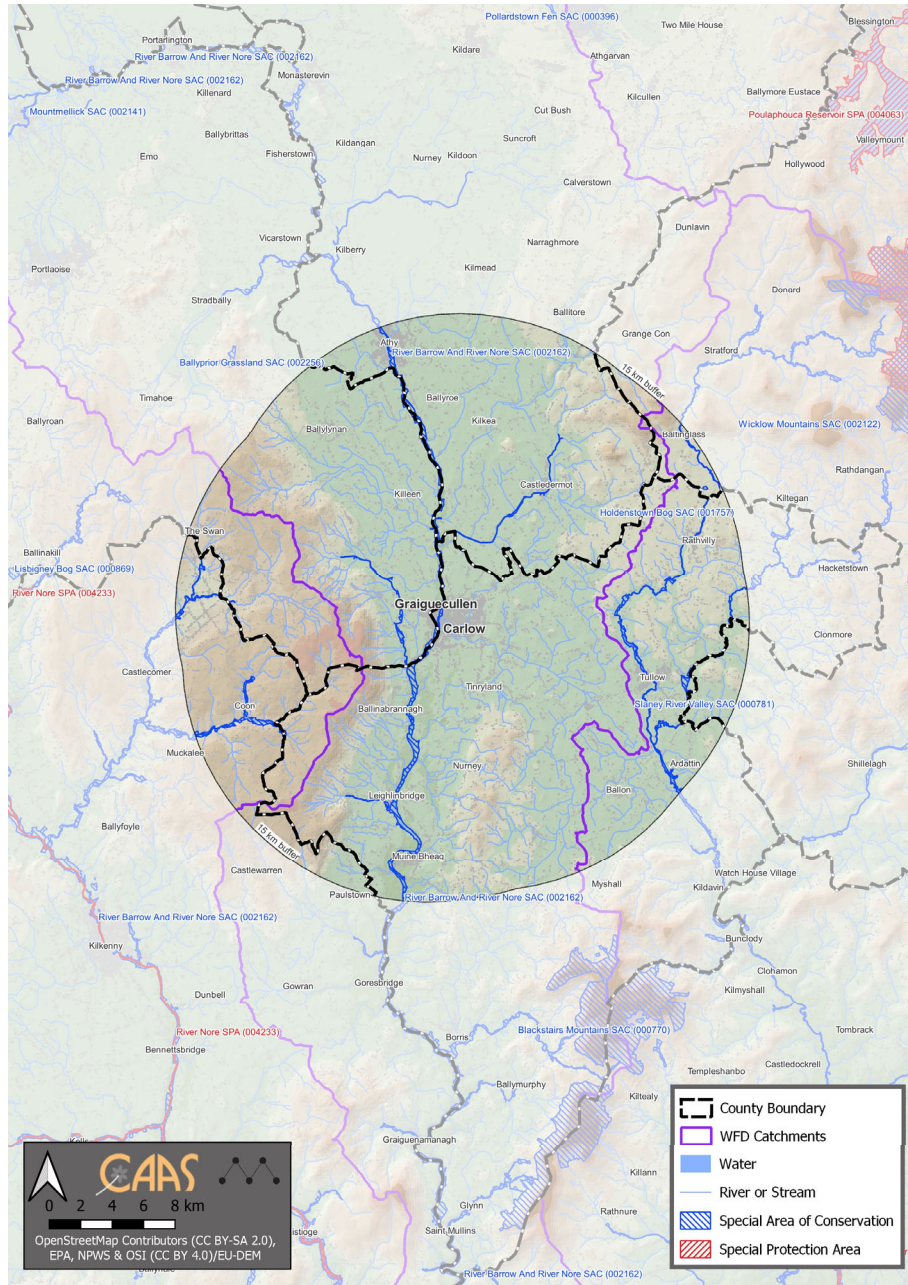 Pollardstown Fen SAC (000396)
Two Mile House
Blessington
Portarlington
Kildare
River Barrow And River Nore SAC (002162)
Athgarvan
Monasterevin
River Barrow And River Nore SAC (002162)
Killenard
Kilcullen
Ballymore Eustace
Mountmellick SAC (002141)
Cut Bush
Poulaphouca Reservoir SPA (004063)
Ballybrittas
Suncroft
Kildangan
Valleymount
Emo
Fisherstown
Nurney
Kildoon
Hollywood
Calverstown
Dunlavin
Vicarstown
Narraghmore
Kilberry
Portlaoise
Kilmead
Donord
Stradbally
Ballitore
Grange Con
Athy
Stratford
River Barrow And River Nore SAC (002162)
Ballyprior Grassland SAC (002256)
15 km buffer
Timahoe
Ballyroe
Ballyroan
Kilkea
Wicklow Mountains SAC (002122)
Ballylynan
Baltinglass
Rathdangan
Castledermot
Killeen
Kiltegan
Holdenstown Bog SAC (001757)
The Swan
Rathvilly
Ballinakill
Lisbigney Bog SAC (000869)
Hacketstown
River Nore SPA (004233)
Graiguecullen
Carlow
Clonmore
Castlecomer
Tullow
Tinryland
Coon
Ballinabrannagh
Slaney River Valley SAC (000781)
Muckalee
Nurney
Ardattin
Shillelagh
Leighlinbridge
Ballon
Ballyfoyle
15 km buffer
Muine Bheag
Castlewarren
Watch House Village
Myshall
Kildavin
Paulstown
River Barrow And River Nore SAC (002162)
River Barrow And River Nore SAC (002162)
Kilkenny
Bunclody
Clohamon
Goresbridge
Gowran
Kilmyshall
Dunbell
River Nore SPA (004233)
Borris
Blackstairs Mountains SAC (000770)
Tombrack
Bennettsbridge
Castledockrell
Templeshanbo
Ballymurphy
Kiltealy
Kells
Graiguenamanagh
Killann
Glynn
Rathnure
Saint Mullins
River Barrow And River Nore SAC (002162)
County Boundary
WFD Catchments
Water
River or Stream
Special Area of Conservation
Special Protection Area
CAAS
0 2 4 6 8 km
OpenStreetMap Contributors (CC BY-SA 2.0),
EPA, NPWS & OSI (CC BY 4.0)/EU-DEM